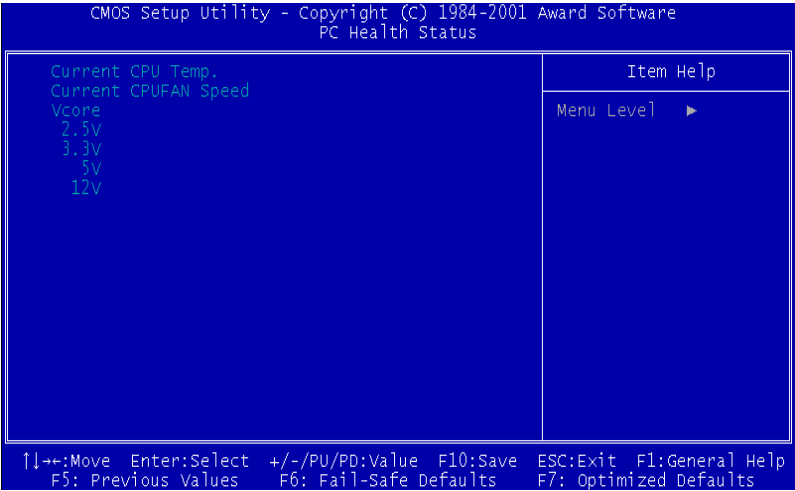 CMOS Setup Utility - Copyright (C) 1984-2001 Award Software
PC Health Status
Current CPU Temp.
Current CPUFAN Speed
Vcore
2.5V
3.3V
5V
12V
Item Help
Menu Level ►
↑↓→←:Move Enter:Select +/-/PU/PD:Value F10:Save ESC:Exit F1:General Help
F5: Previous Values F6: Fail-Safe Defaults F7: Optimized Defaults